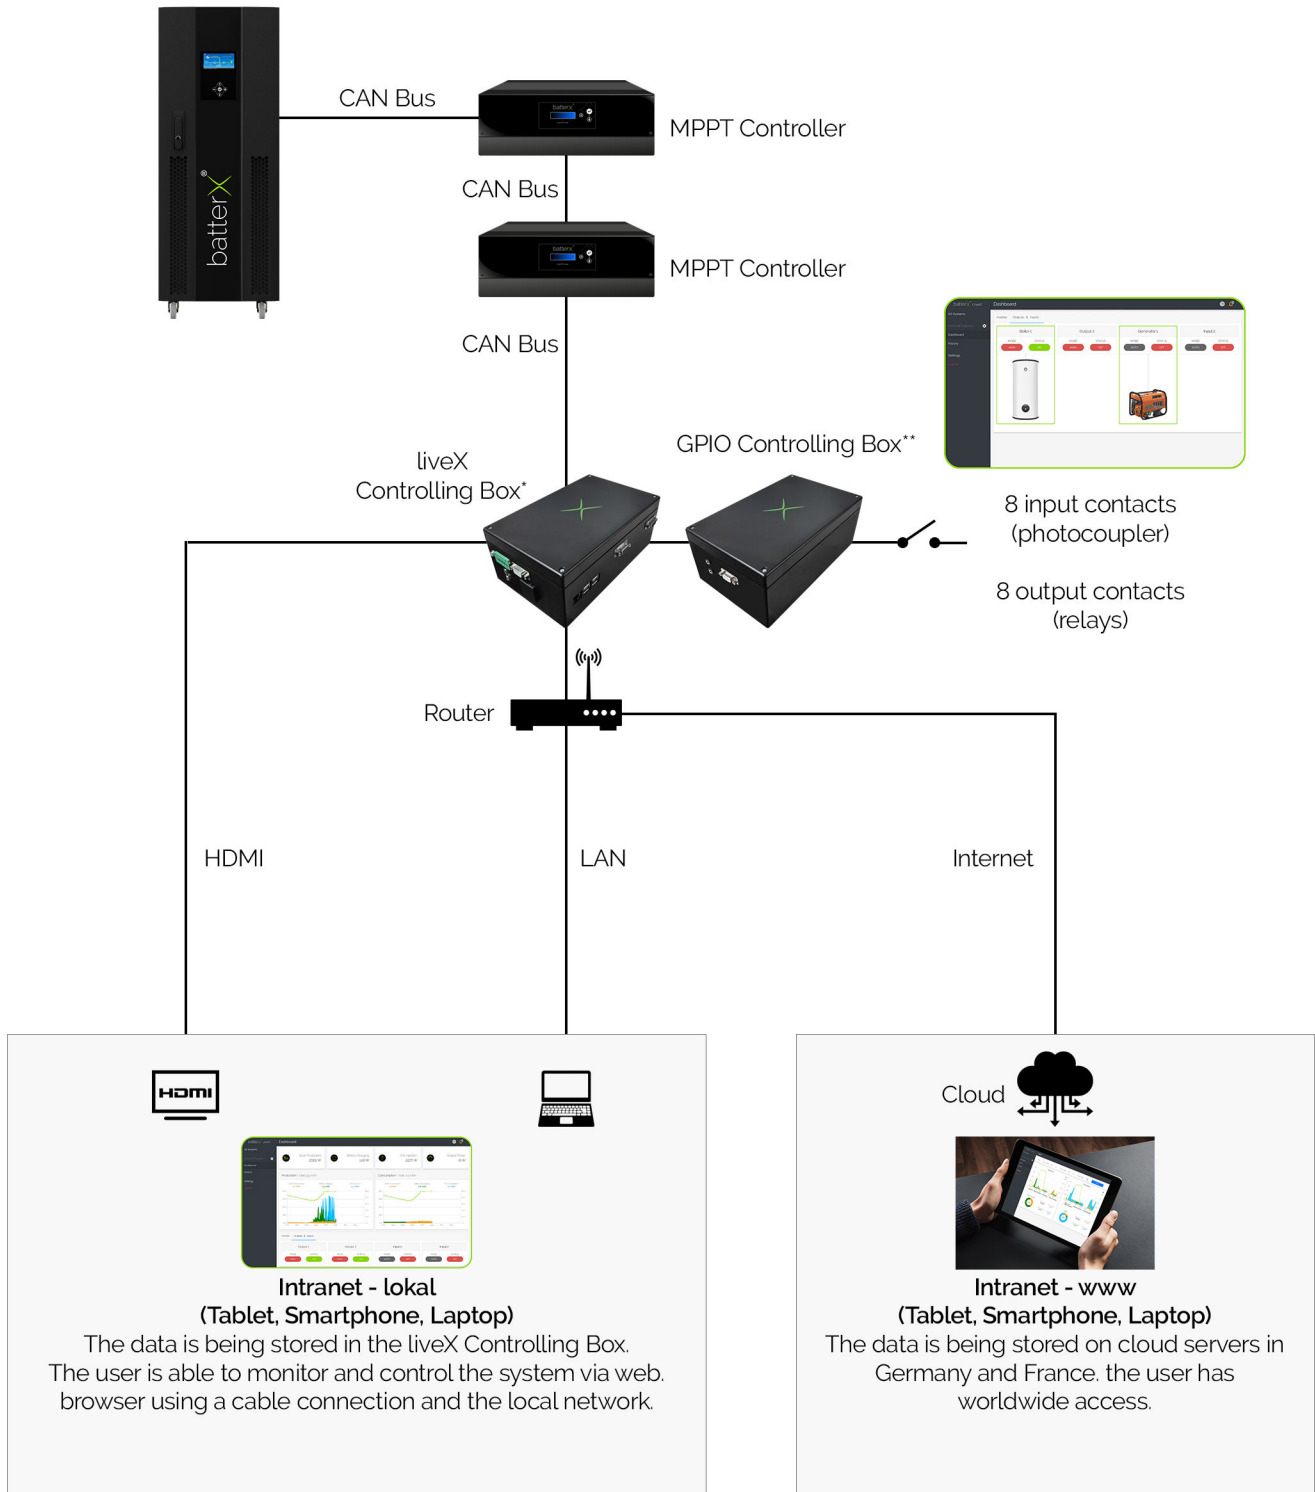 CAN Bus
batterX®
batterX
MPPT Controller
CAN Bus
batterX
MPPT Controller
CAN Bus
Dashboard
liveX
Controlling Box*
GPIO Controlling Box**
8 input contacts
(photocoupler)
8 output contacts
(relays)
Router
HDMI
LAN
Internet
HDMI
Cloud
Dashboard
Intranet - lokal
(Tablet, Smartphone, Laptop)
The data is being stored in the liveX Controlling Box.
The user is able to monitor and control the system via web.
browser using a cable connection and the local network.
Intranet - www
(Tablet, Smartphone, Laptop)
The data is being stored on cloud servers in
Germany and France. the user has
worldwide access.